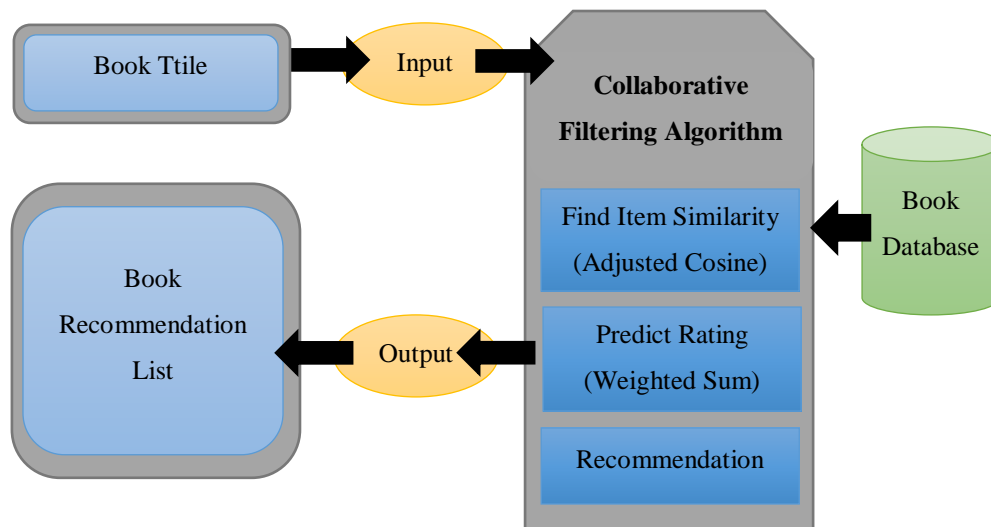 Book Ttile
Input
Collaborative
Filtering Algorithm
Find Item Similarity
(Adjusted Cosine)
Book
Database
Predict Rating
(Weighted Sum)
Recommendation
Output
Book
Recommendation
List